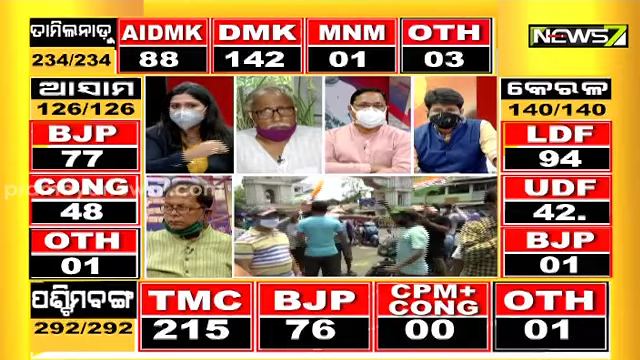 ତାମିଲନାଡ଼ୁ
234/234
AIDMK
88
DMK
142
MNM
01
OTH
03
NEWS7
ଆସାମ
126/126
BJP
77
CONG
48
OTH
01
କେରଳ
140/140
LDF
94
UDF
42.
BJP
01
ପଶ୍ଚିମବଙ୍ଗ
292/292
TMC
215
BJP
76
CPM+
CONG
00
OTH
01